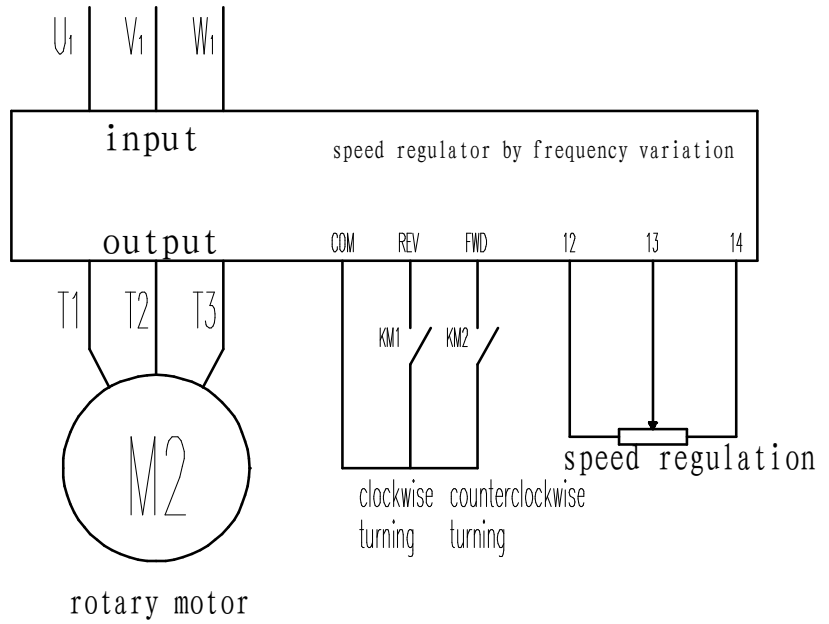 U1 V1 W1
input
speed regulator by frequency variation
output COM REV FWD 12 13 14
T1 T2 T3
KM1 KM2
M2
speed regulation
clockwise turning
counterclockwise turning
rotary motor